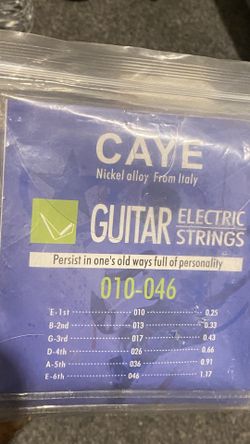 CAYE
Nickel alloy From Italy
GUITAR ELECTRIC STRINGS
Persist in one's old ways full of personality
010-046
E-1st 010 0.25
B-2nd 013 0.33
G-3rd 017 0.43
D-4th 026 0.66
A-5th 036 0.91
E-6th 046 1.17